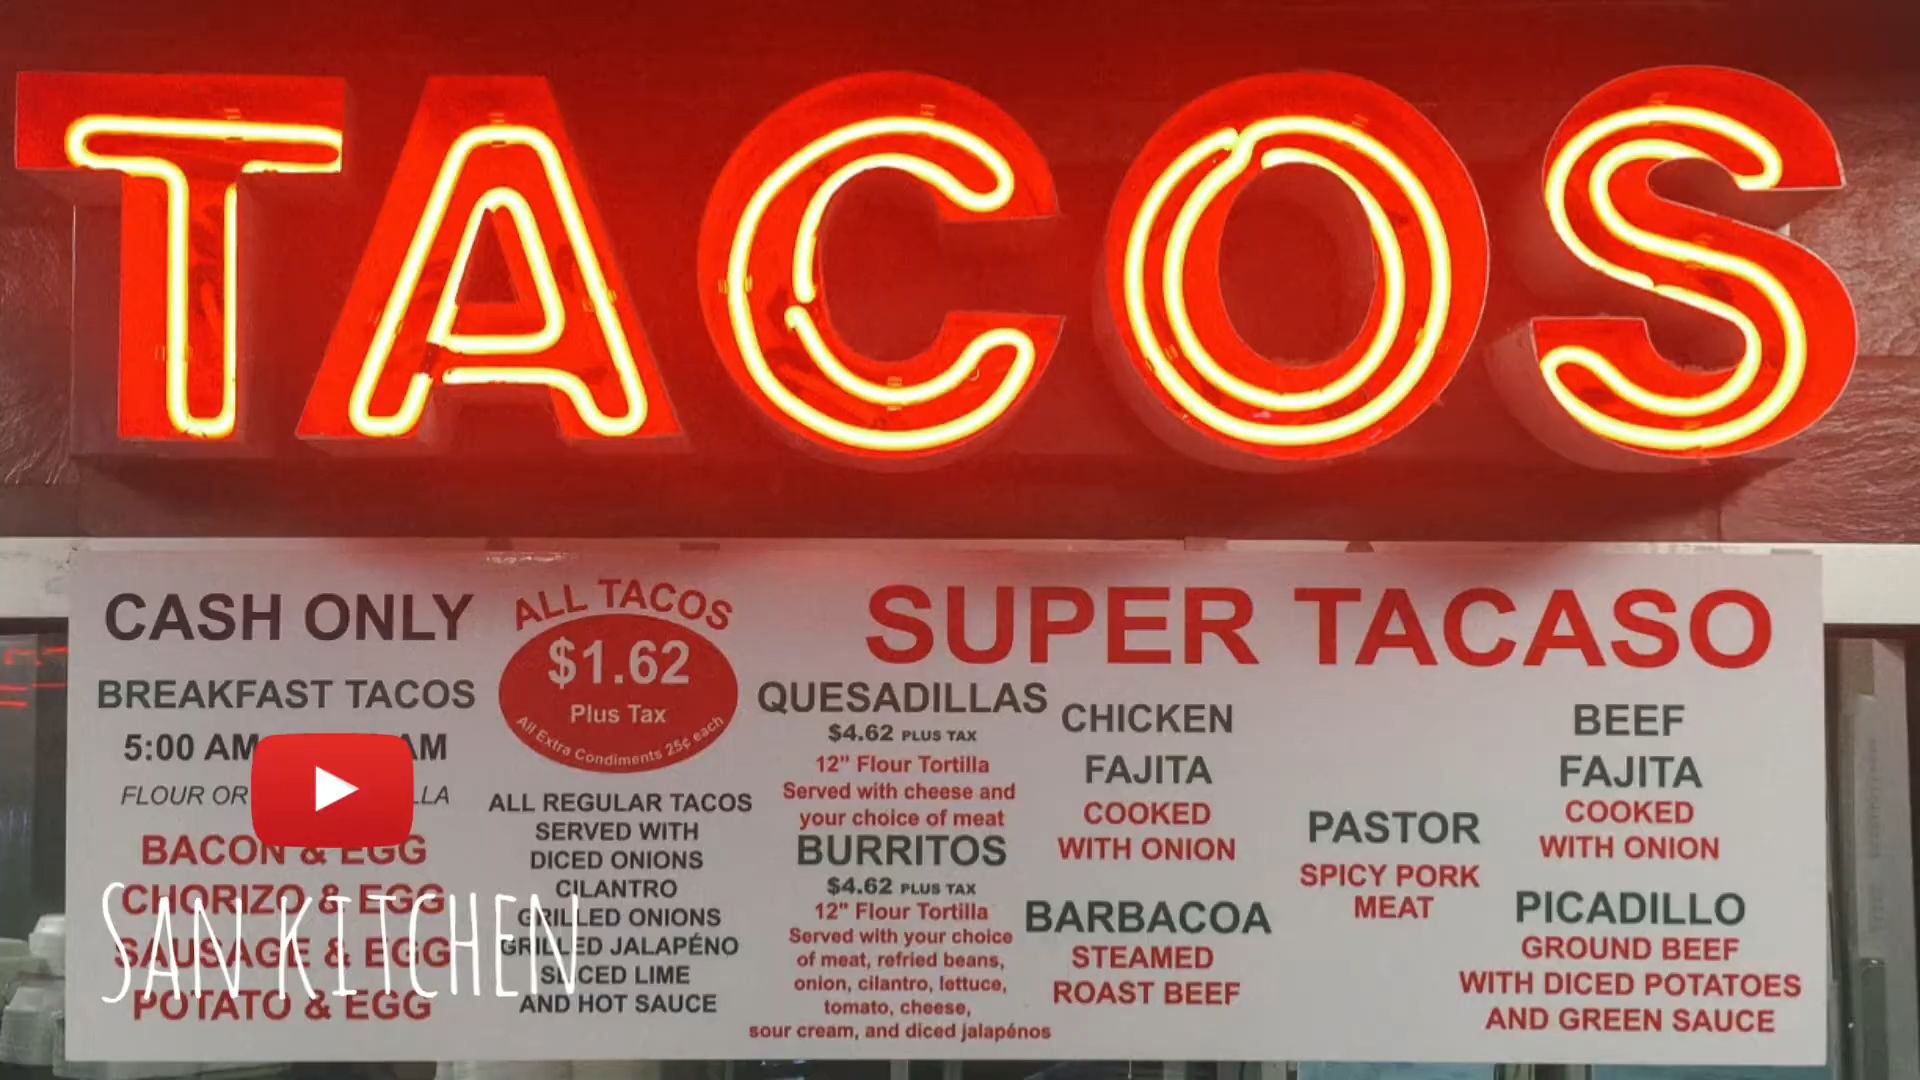 TACOS
CASH ONLY
BREAKFAST TACOS
5:00 AM AM
FLOUR OR
BACON & EGG
CHORIZO & EGG
SAUSAGE & EGG
POTATO & EGG
SAN KITCHEN
ALL TACOS
$1.62
Plus Tax
All Extra Condiments 25¢ each
ALL REGULAR TACOS
SERVED WITH
DICED ONIONS
CILANTRO
GRILLED ONIONS
GRILLED JALAPÉNO
SLICED LIME
AND HOT SAUCE
SUPER TACASO
QUESADILLAS
$4.62 PLUS TAX
12" Flour Tortilla
Served with cheese and
your choice of meat
BURRITOS
$4.62 PLUS TAX
12" Flour Tortilla
Served with your choice
of meat, refried beans,
onion, cilantro, lettuce,
tomato, cheese,
sour cream, and diced jalapénos
CHICKEN
FAJITA
COOKED
WITH ONION
BARBACOA
STEAMED
ROAST BEEF
PASTOR
SPICY PORK
MEAT
BEEF
FAJITA
COOKED
WITH ONION
PICADILLO
GROUND BEEF
WITH DICED POTATOES
AND GREEN SAUCE